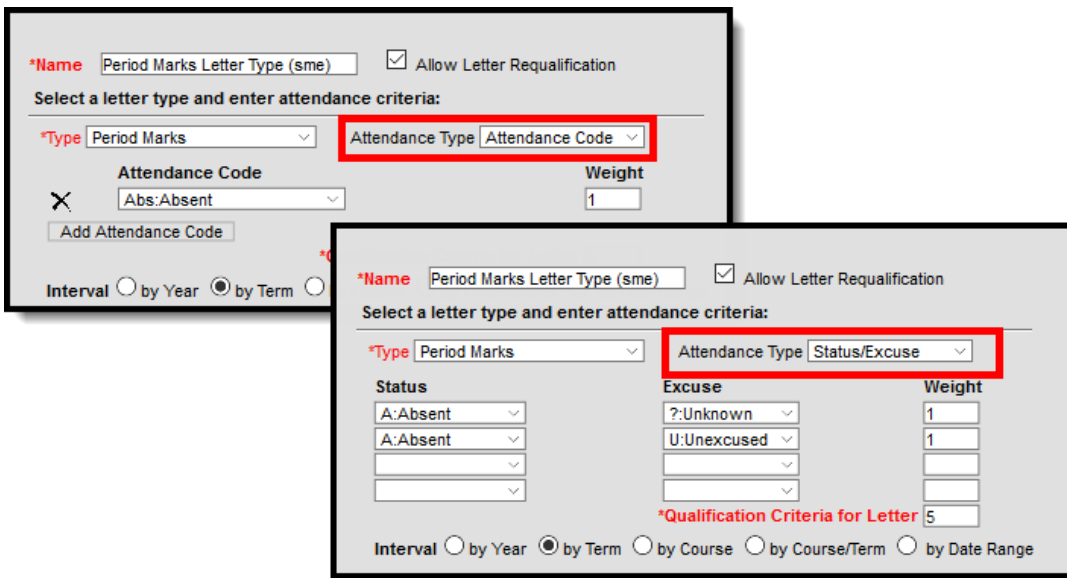 *Name Period Marks Letter Type (sme) Allow Letter Requalification
Select a letter type and enter attendance criteria:
*Type Period Marks Attendance Type Attendance Code
Attendance Code Weight
Abs:Absent 1
Add Attendance Code
Interval by Year by Term
*Name Period Marks Letter Type (sme) Allow Letter Requalification
Select a letter type and enter attendance criteria:
*Type Period Marks Attendance Type Status/Excuse
Status Excuse Weight
A:Absent ?:Unknown 1
A:Absent U:Unexcused 1
*Qualification Criteria for Letter 5
Interval by Year by Term by Course by Course/Term by Date Range